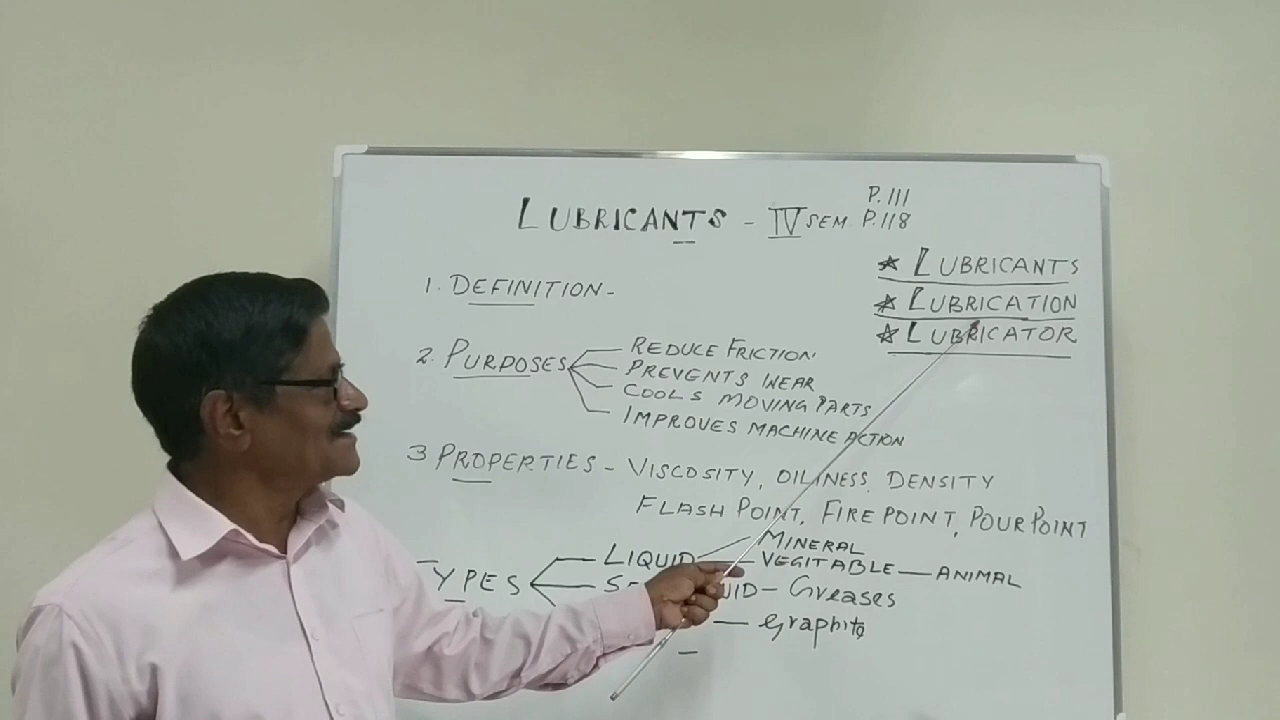 P.111
LUBRICANTS - IV SEM P.118
* LUBRICANTS
* LUBRICATION
* LUBRICATOR
1. DEFINITION -
2. PURPOSES
REDUCE FRICTION
PREVENTS WEAR
COOLS MOVING PARTS
IMPROVES MACHINE ACTION
3 PROPERTIES - VISCOSITY, OILINESS, DENSITY
FLASH POINT, FIRE POINT, POUR POINT
TYPES
LIQUID
MINERAL
VEGITABLE — ANIMAL
- Greases
- Graphite